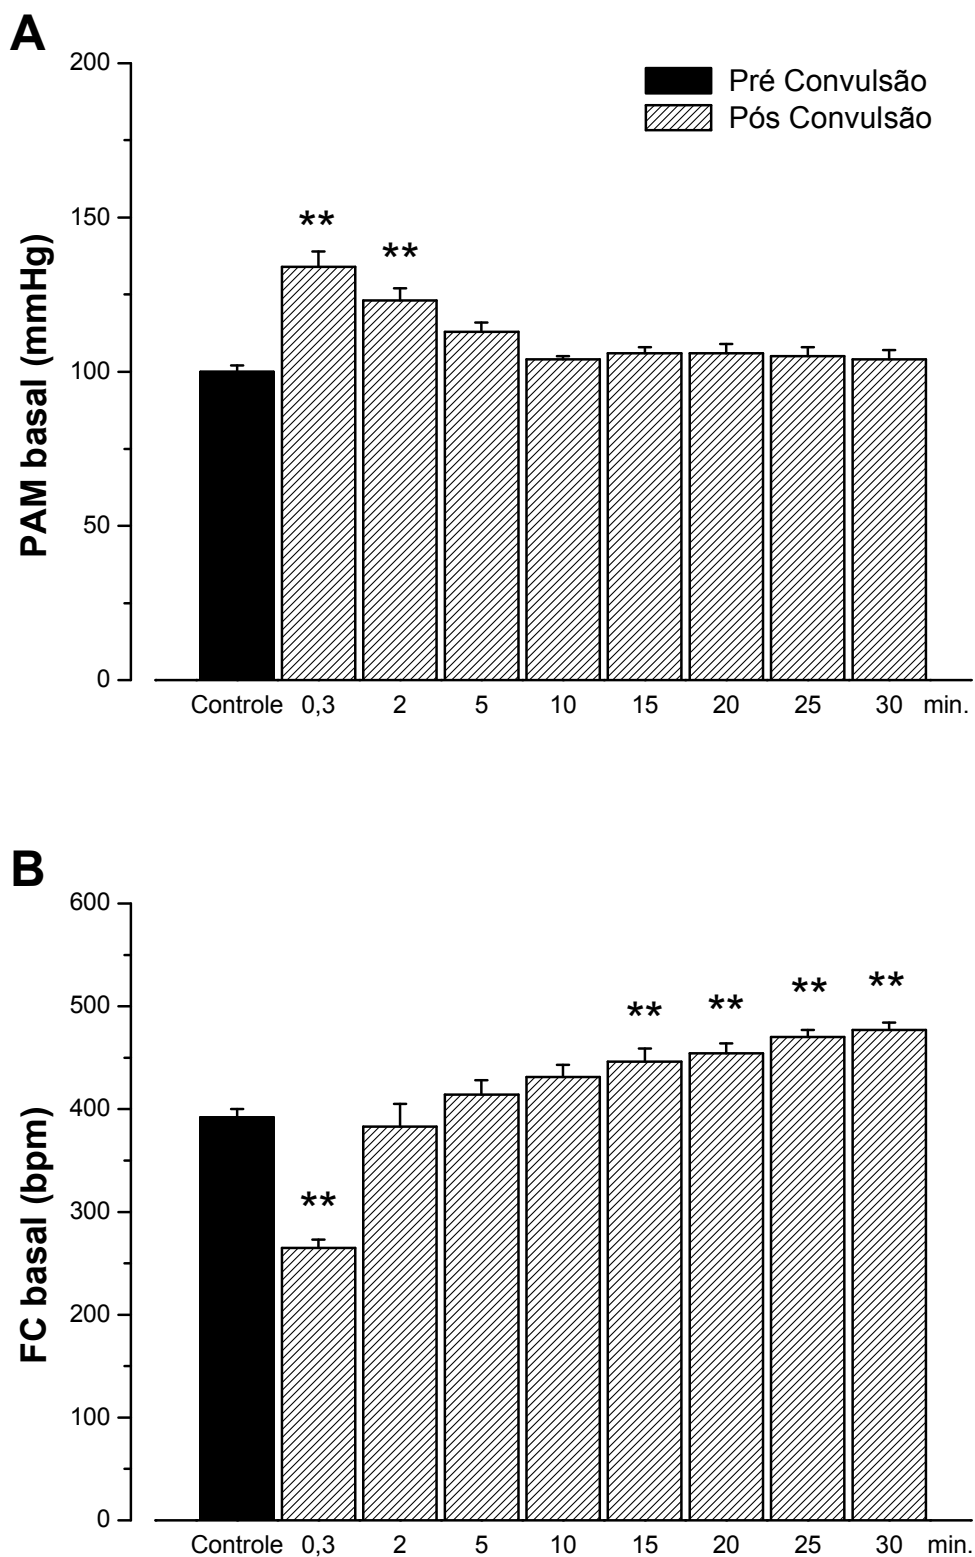 A
200
Pré Convulsão
Pós Convulsão
150
**
**
100
50
0
PAM basal (mmHg)
Controle 0,3 2 5 10 15 20 25 30 min.
B
600
500
**
**
**
**
400
300
**
200
100
0
FC basal (bpm)
Controle 0,3 2 5 10 15 20 25 30 min.